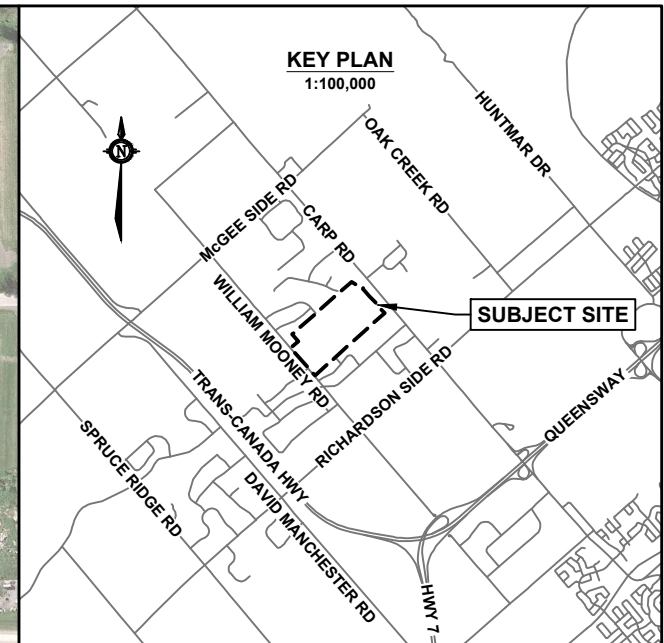 KEY PLAN
1:100,000
N
HUNTMAR DR
OAK CREEK RD
McGEE SIDE RD
CARP RD
WILLIAM MOONEY RD
SUBJECT SITE
RICHARDSON SIDE RD
TRANS-CANADA HWY
QUEENSWAY
SPRUCE RIDGE RD
DAVID MANCHESTER RD
HWY 7